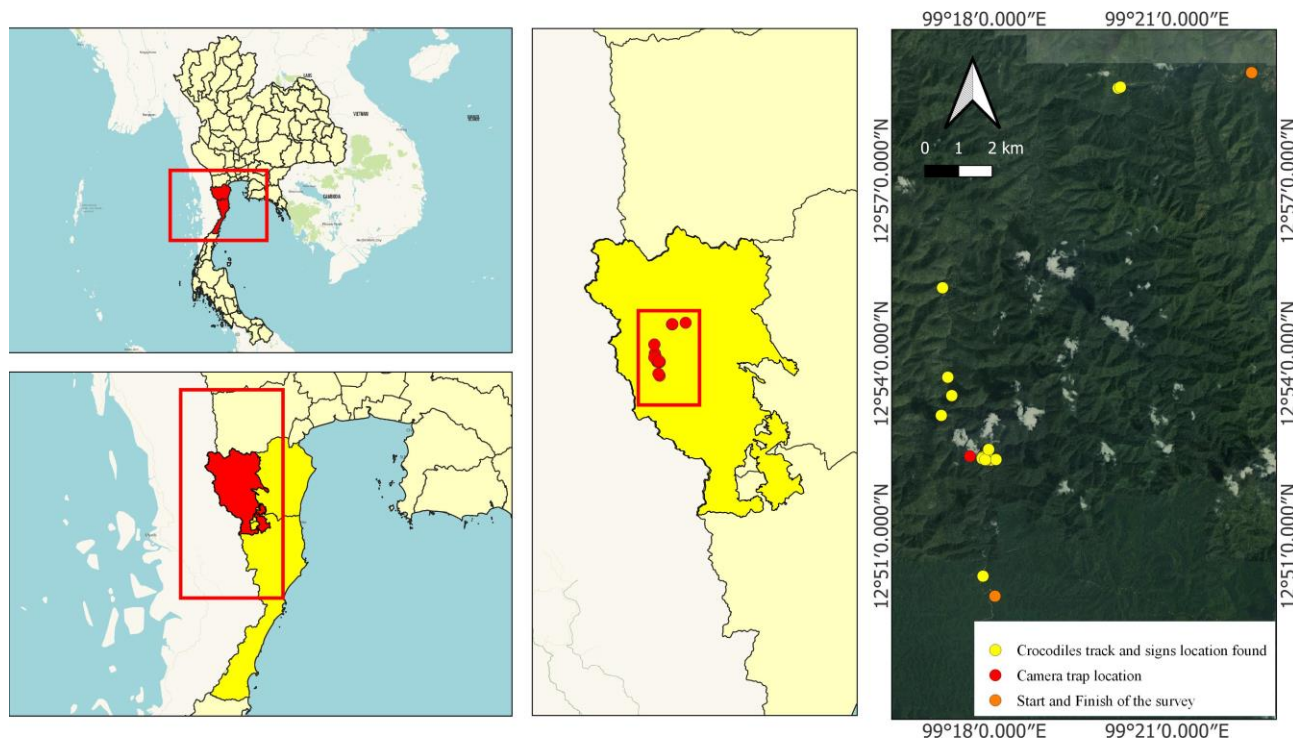 LAOS
VIETNAM
CAMBODIA
99°18′0.000″E
99°21′0.000″E
0 1 2 km
12°57′0.000″N
12°57′0.000″N
12°54′0.000″N
12°54′0.000″N
12°51′0.000″N
12°51′0.000″N
Crocodiles track and signs location found
Camera trap location
Start and Finish of the survey
99°18′0.000″E
99°21′0.000″E